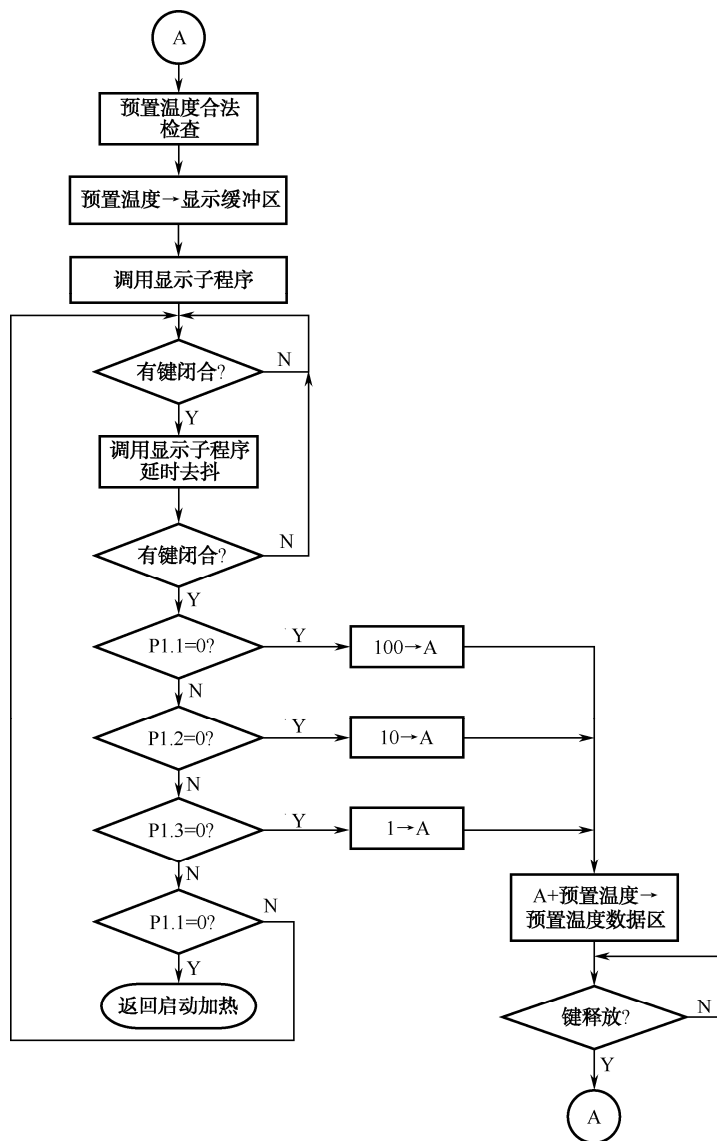 A
预置温度合法
检查
预置温度→显示缓冲区
调用显示子程序
有键闭合?
N
Y
调用显示子程序
延时去抖
有键闭合?
N
Y
P1.1=0?
Y
100→A
N
P1.2=0?
Y
10→A
N
P1.3=0?
Y
1→A
N
P1.1=0?
N
Y
返回启动加热
A+预置温度→
预置温度数据区
键释放?
N
Y
A